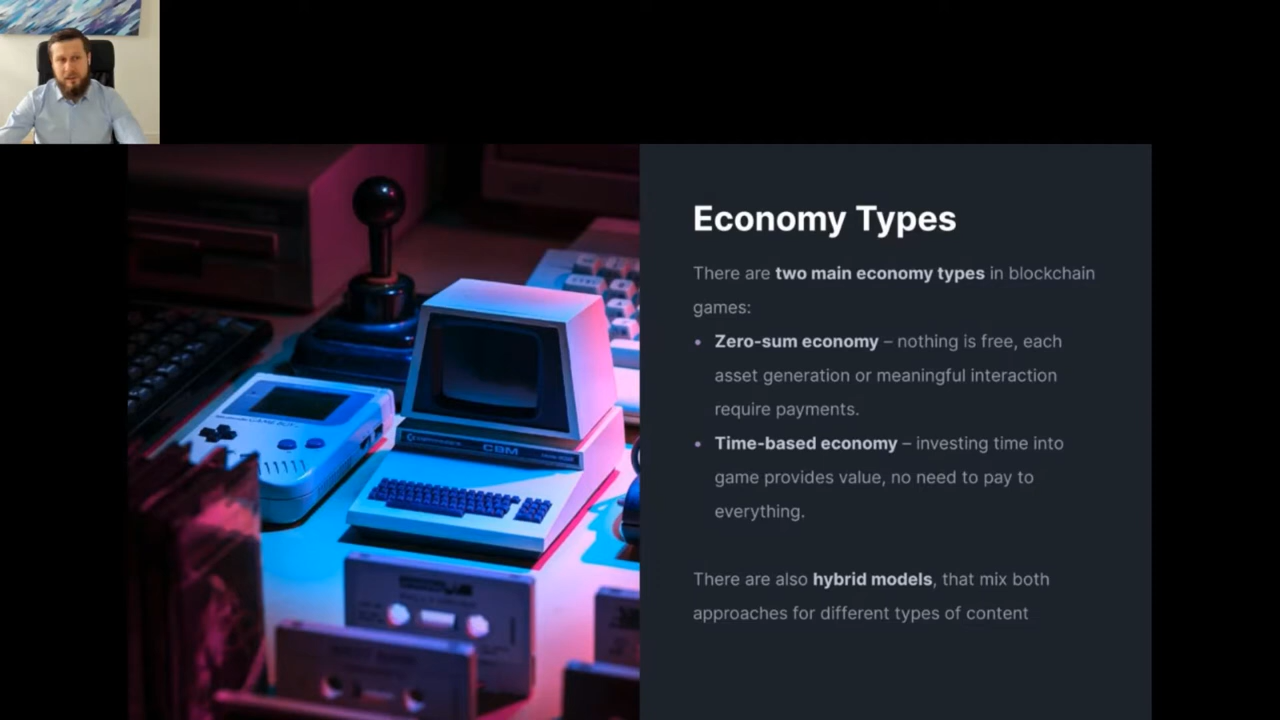 Economy Types
There are two main economy types in blockchain
games:
• Zero-sum economy – nothing is free, each
asset generation or meaningful interaction
require payments.
• Time-based economy – investing time into
game provides value, no need to pay to
everything.
There are also hybrid models, that mix both
approaches for different types of content
CBM